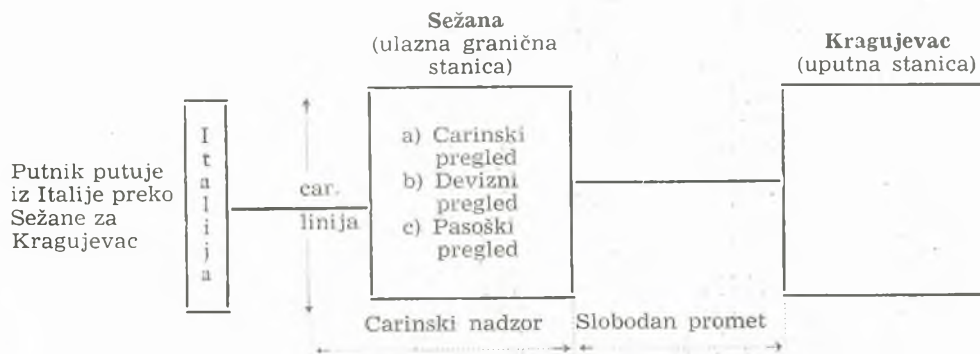 Sežana
(ulazna granična
stanica)
Kragujevac
(uputna stanica)
Putnik putuje
iz Italije preko
Sežane za
Kragujevac
Italija
car.
linija
a) Carinski
pregled
b) Devizni
pregled
c) Pasoški
pregled
Carinski nadzor
Slobodan promet